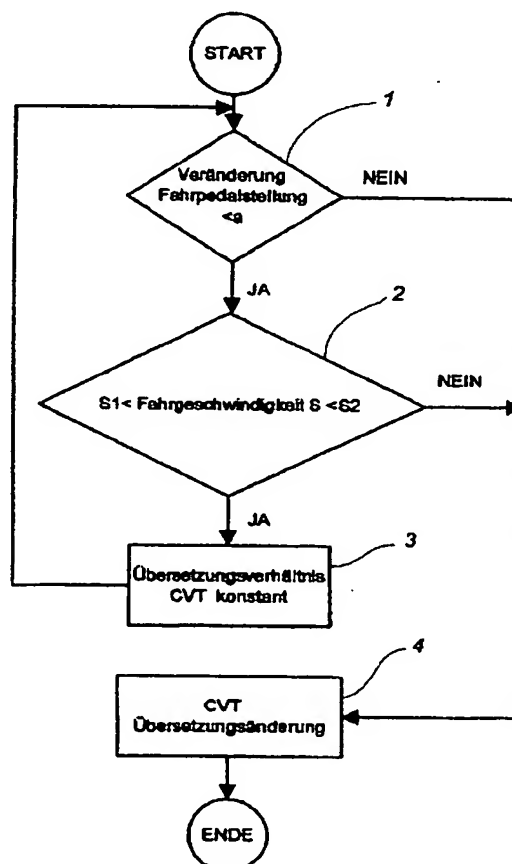 START
1
Veränderung
Fahrpedalstellung
<a
NEIN
JA
2
S1< Fahrgeschwindigkeit S <S2
NEIN
JA
3
Übersetzungsverhältnis
CVT konstant
4
CVT
Übersetzungsänderung
ENDE